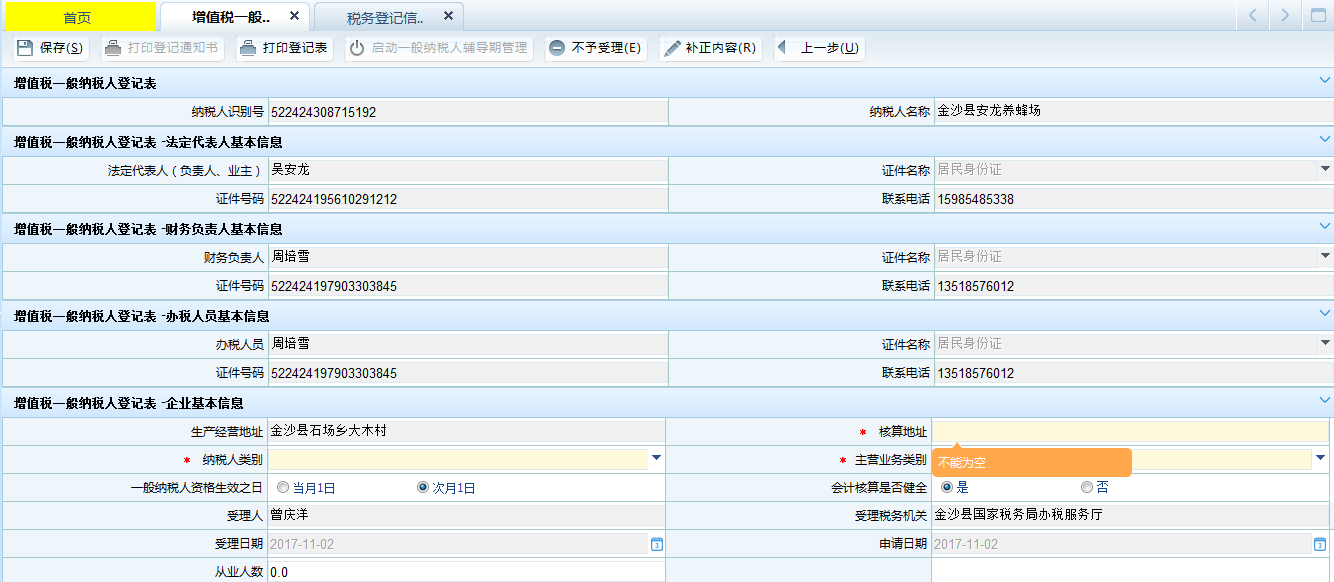 首页 增值税一般.. × 税务登记信.. ×
保存(S) 打印登记通知书 打印登记表 启动一般纳税人辅导期管理 不予受理(E) 补正内容(R) 上一步(U)
增值税一般纳税人登记表
纳税人识别号 522424308715192 纳税人名称 金沙县安龙养蜂场
增值税一般纳税人登记表 -法定代表人基本信息
法定代表人（负责人、业主） 吴安龙 证件名称 居民身份证
证件号码 522424195610291212 联系电话 15985485338
增值税一般纳税人登记表 -财务负责人基本信息
财务负责人 周培雪 证件名称 居民身份证
证件号码 522424197903303845 联系电话 13518576012
增值税一般纳税人登记表 -办税人员基本信息
办税人员 周培雪 证件名称 居民身份证
证件号码 522424197903303845 联系电话 13518576012
增值税一般纳税人登记表 -企业基本信息
生产经营地址 金沙县石场乡大木村 * 核算地址
* 纳税人类别 * 主营业务类别 不能为空
一般纳税人资格生效之日 当月1日 次月1日 会计核算是否健全 是 否
受理人 曾庆洋 受理税务机关 金沙县国家税务局办税服务厅
受理日期 2017-11-02 申请日期 2017-11-02
从业人数 0.0